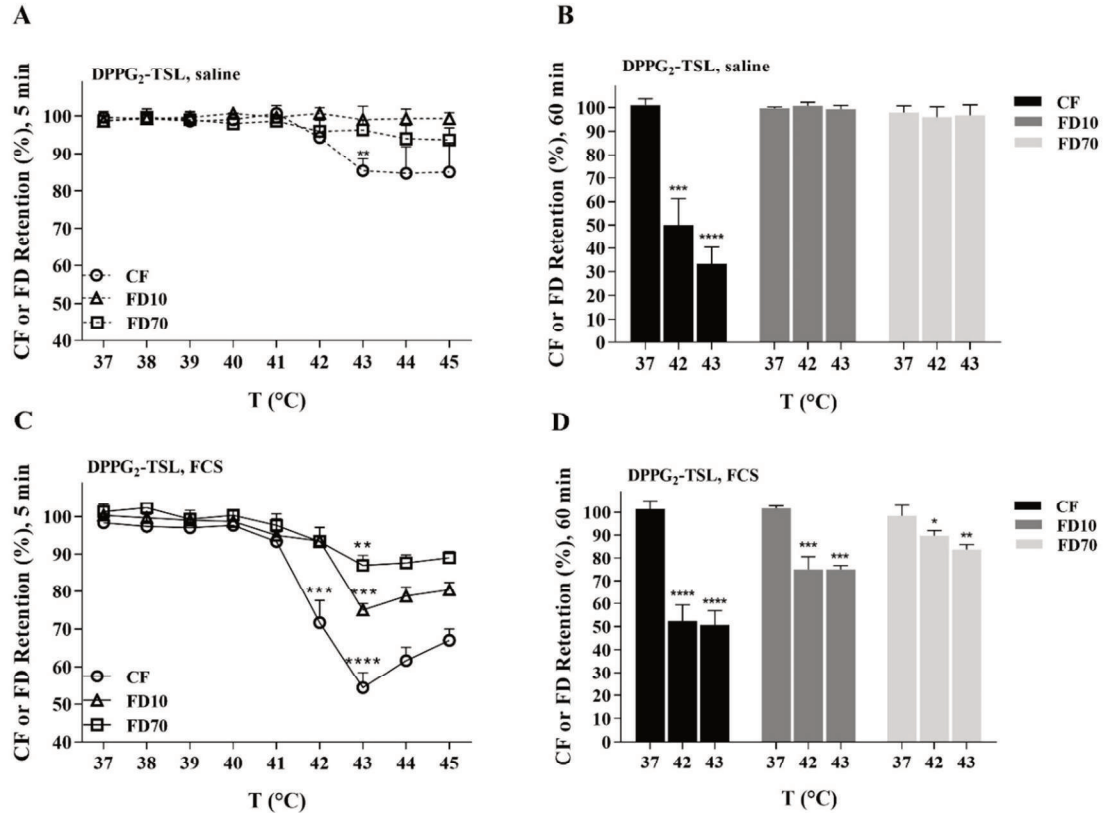 A
DPPG₂-TSL, saline
CF or FD Retention (%), 5 min
100
90
80
70
60
50
40
CF
FD10
FD70
**
37 38 39 40 41 42 43 44 45
T (°C)
B
DPPG₂-TSL, saline
CF or FD Retention (%), 60 min
100
90
80
70
60
50
40
30
20
10
0
***
****
CF
FD10
FD70
37 42 43 37 42 43 37 42 43
T (°C)
C
DPPG₂-TSL, FCS
CF or FD Retention (%), 5 min
100
90
80
70
60
50
40
**
*** ***
****
CF
FD10
FD70
37 38 39 40 41 42 43 44 45
T (°C)
D
DPPG₂-TSL, FCS
CF or FD Retention (%), 60 min
100
90
80
70
60
50
40
30
20
10
0
**** ****
*** ***
* **
CF
FD10
FD70
37 42 43 37 42 43 37 42 43
T (°C)